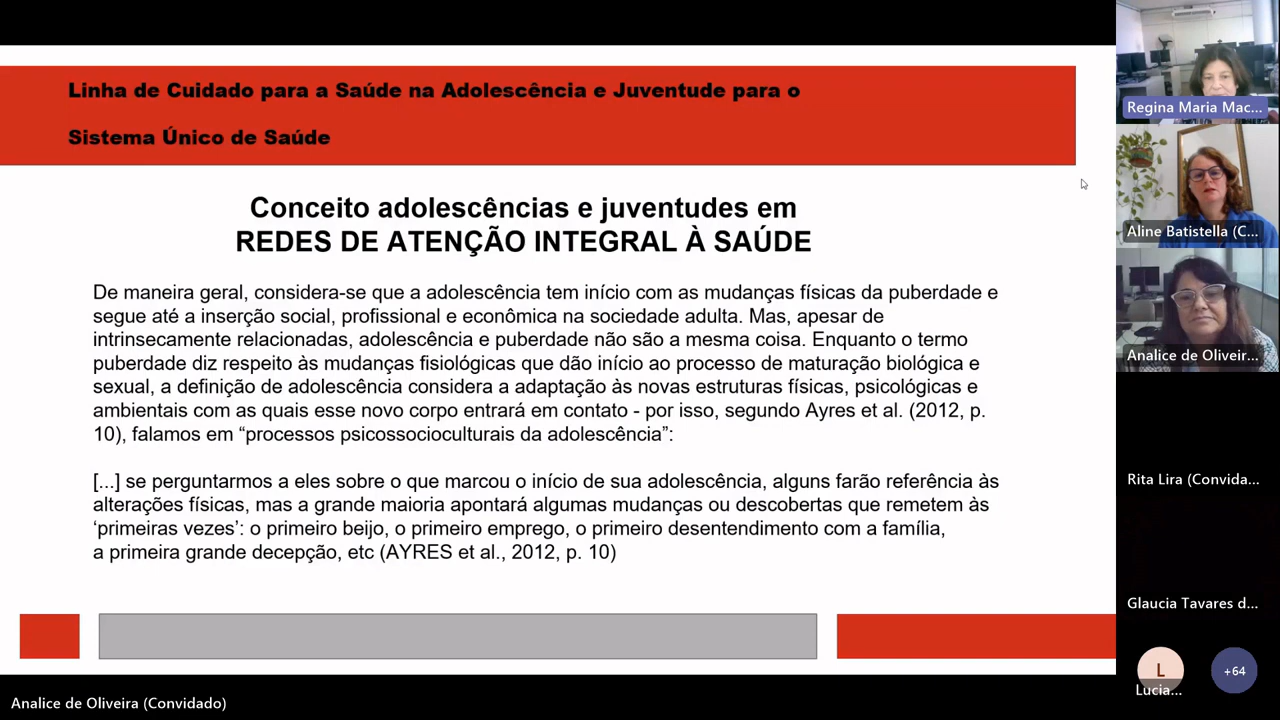 Linha de Cuidado para a Saúde na Adolescência e Juventude para o
Sistema Único de Saúde
Conceito adolescências e juventudes em
REDES DE ATENÇÃO INTEGRAL À SAÚDE
De maneira geral, considera-se que a adolescência tem início com as mudanças físicas da puberdade e
segue até a inserção social, profissional e econômica na sociedade adulta. Mas, apesar de
intrinsecamente relacionadas, adolescência e puberdade não são a mesma coisa. Enquanto o termo
puberdade diz respeito às mudanças fisiológicas que dão início ao processo de maturação biológica e
sexual, a definição de adolescência considera a adaptação às novas estruturas físicas, psicológicas e
ambientais com as quais esse novo corpo entrará em contato - por isso, segundo Ayres et al. (2012, p.
10), falamos em “processos psicossocioculturais da adolescência”:
[...] se perguntarmos a eles sobre o que marcou o início de sua adolescência, alguns farão referência às
alterações físicas, mas a grande maioria apontará algumas mudanças ou descobertas que remetem às
‘primeiras vezes’: o primeiro beijo, o primeiro emprego, o primeiro desentendimento com a família,
a primeira grande decepção, etc (AYRES et al., 2012, p. 10)
Analice de Oliveira (Convidado)
Regina Maria Mac...
Aline Batistella (C...
Analice de Oliveir...
Rita Lira (Convida...
Glaucia Tavares d...
L
Lucia...
+64